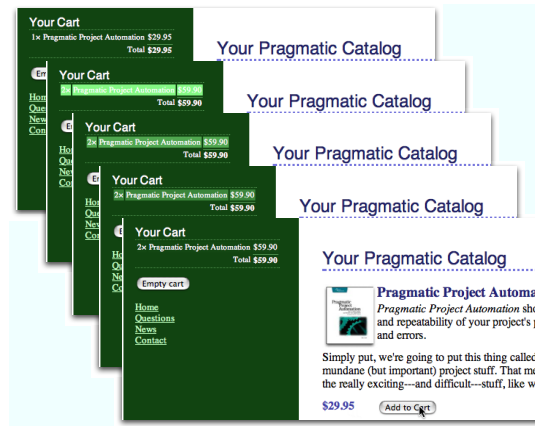 Your Cart
1× Pragmatic Project Automation $29.95
Total $29.95
Your Pragmatic Catalog
Your Cart
2× Pragmatic Project Automation $59.90
Total $59.90
Your Pragmatic Catalog
Your Cart
2× Pragmatic Project Automation $59.90
Total $59.90
Your Pragmatic Catalog
Your Cart
2× Pragmatic Project Automation $59.90
Total $59.90
Your Pragmatic Catalog
Your Cart
2× Pragmatic Project Automation $59.90
Total $59.90
Empty cart
Home
Questions
News
Contact
Your Pragmatic Catalog
Pragmatic Project Automa
Pragmatic Project Automation sho
and repeatability of your project's p
and errors.
Simply put, we're going to put this thing called
mundane (but important) project stuff. That me
the really exciting---and difficult---stuff, like w
$29.95
Add to Cart